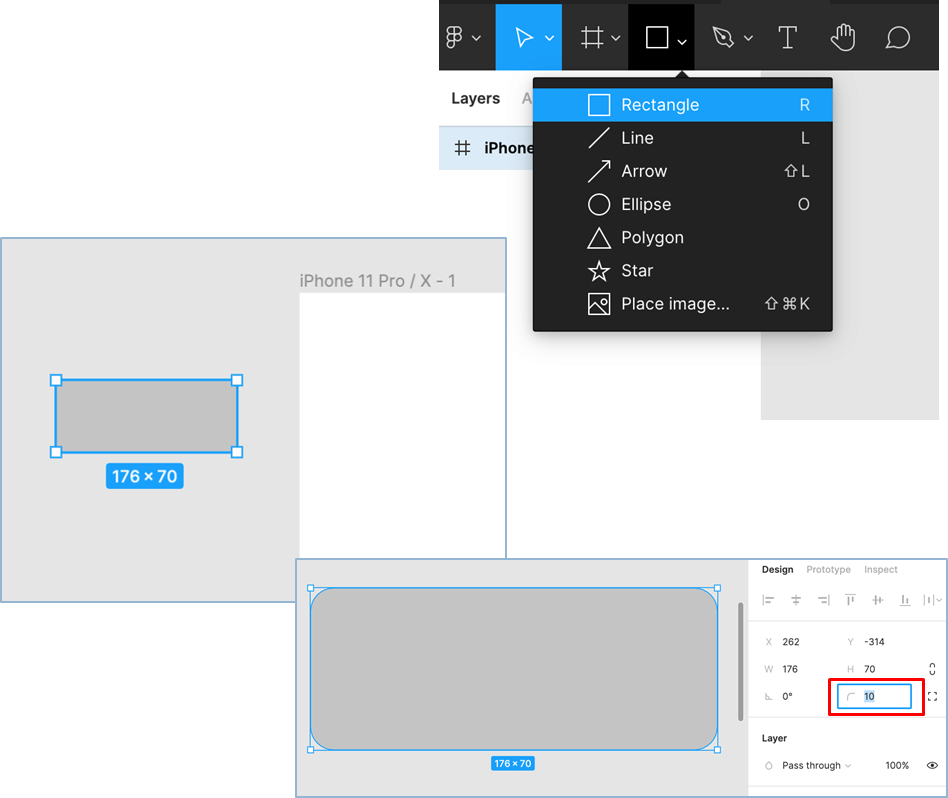 Layers
A
iPhone
Rectangle R
Line L
Arrow ⇧L
Ellipse O
Polygon
Star
Place image... ⇧⌘K
iPhone 11 Pro / X - 1
176 × 70
Design Prototype Inspect
X 262 Y -314
W 176 H 70
0° 10
Layer
Pass through 100%
176 × 70